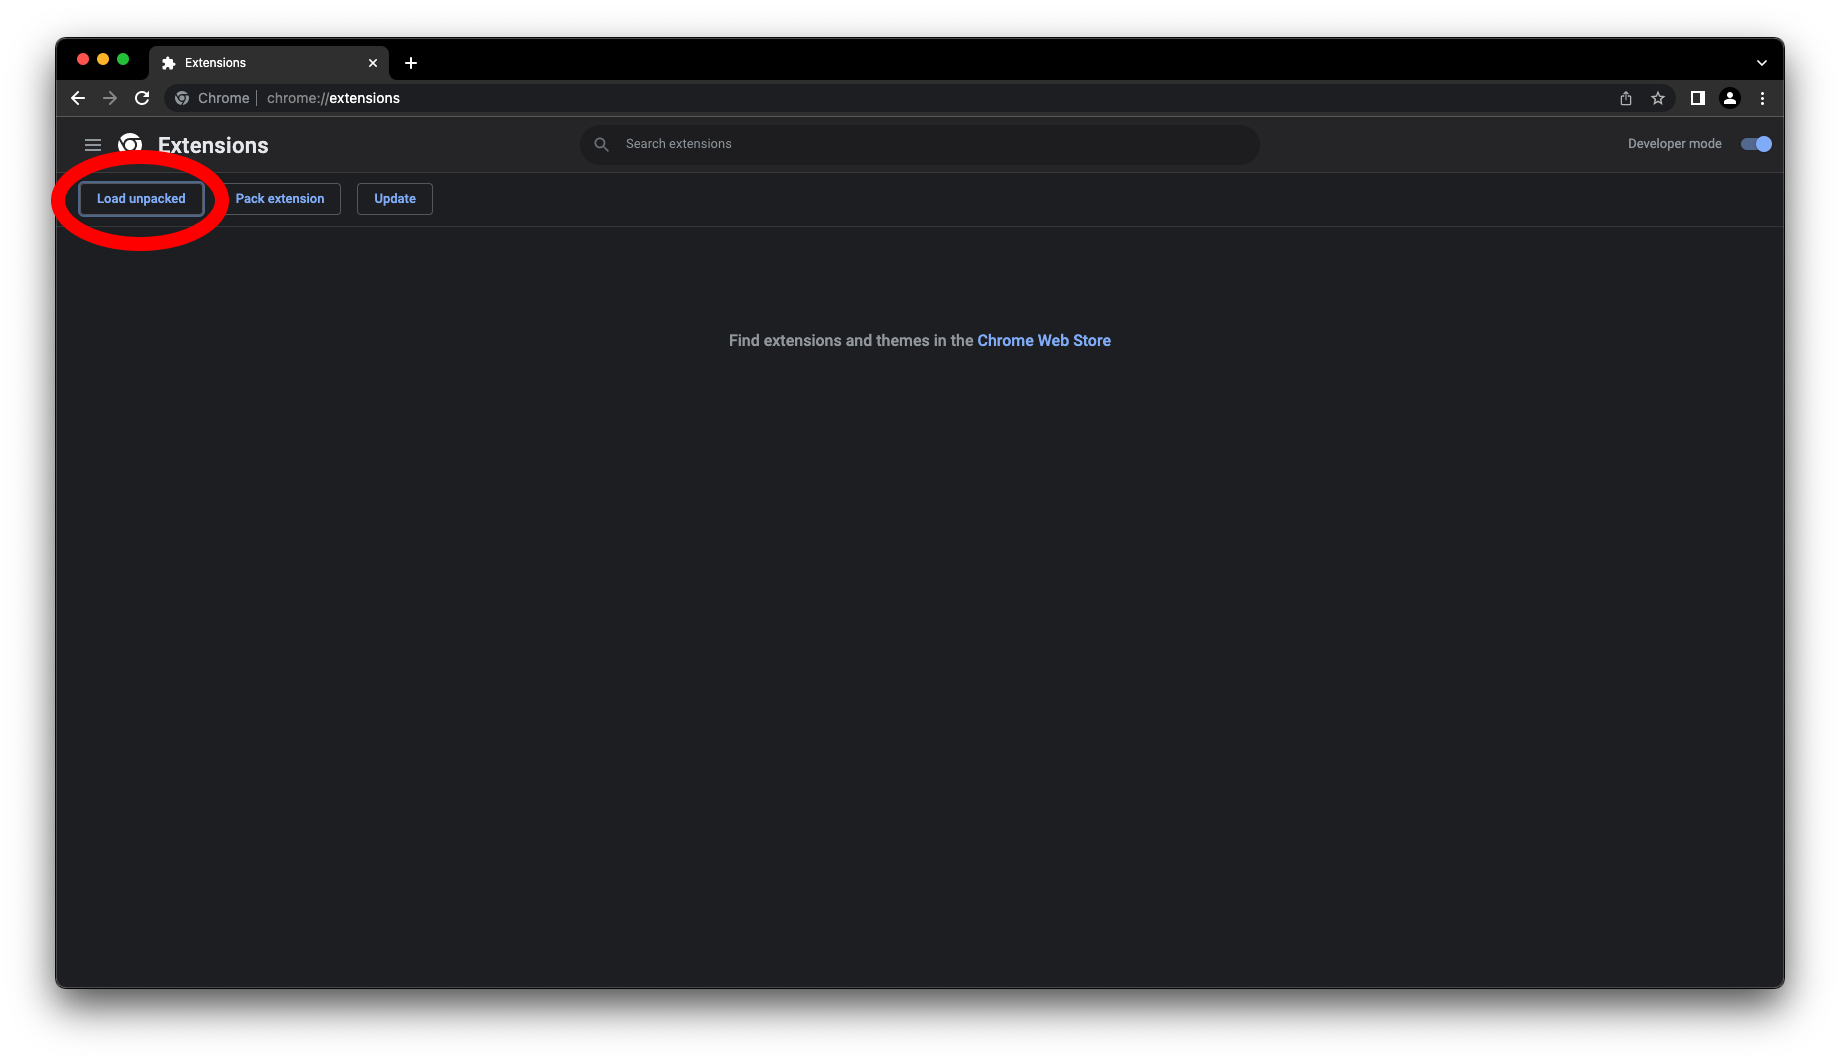 Extensions
Chrome chrome://extensions
Extensions
Search extensions
Developer mode
Load unpacked
Pack extension
Update
Find extensions and themes in the Chrome Web Store